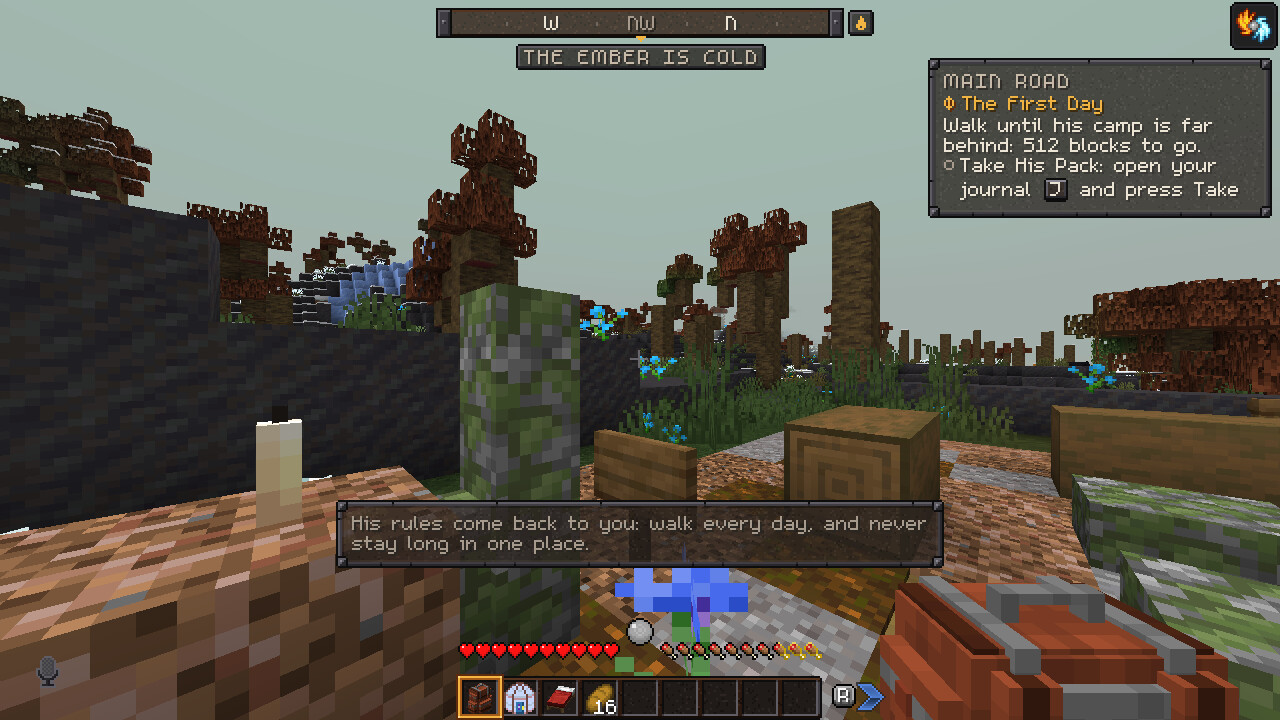 W NW N
THE EMBER IS COLD
MAIN ROAD
The First Day
Walk until his camp is far
behind: 512 blocks to go.
Take His Pack: open your
journal J and press Take
His rules come back to you: walk every day, and never
stay long in one place.
16
R